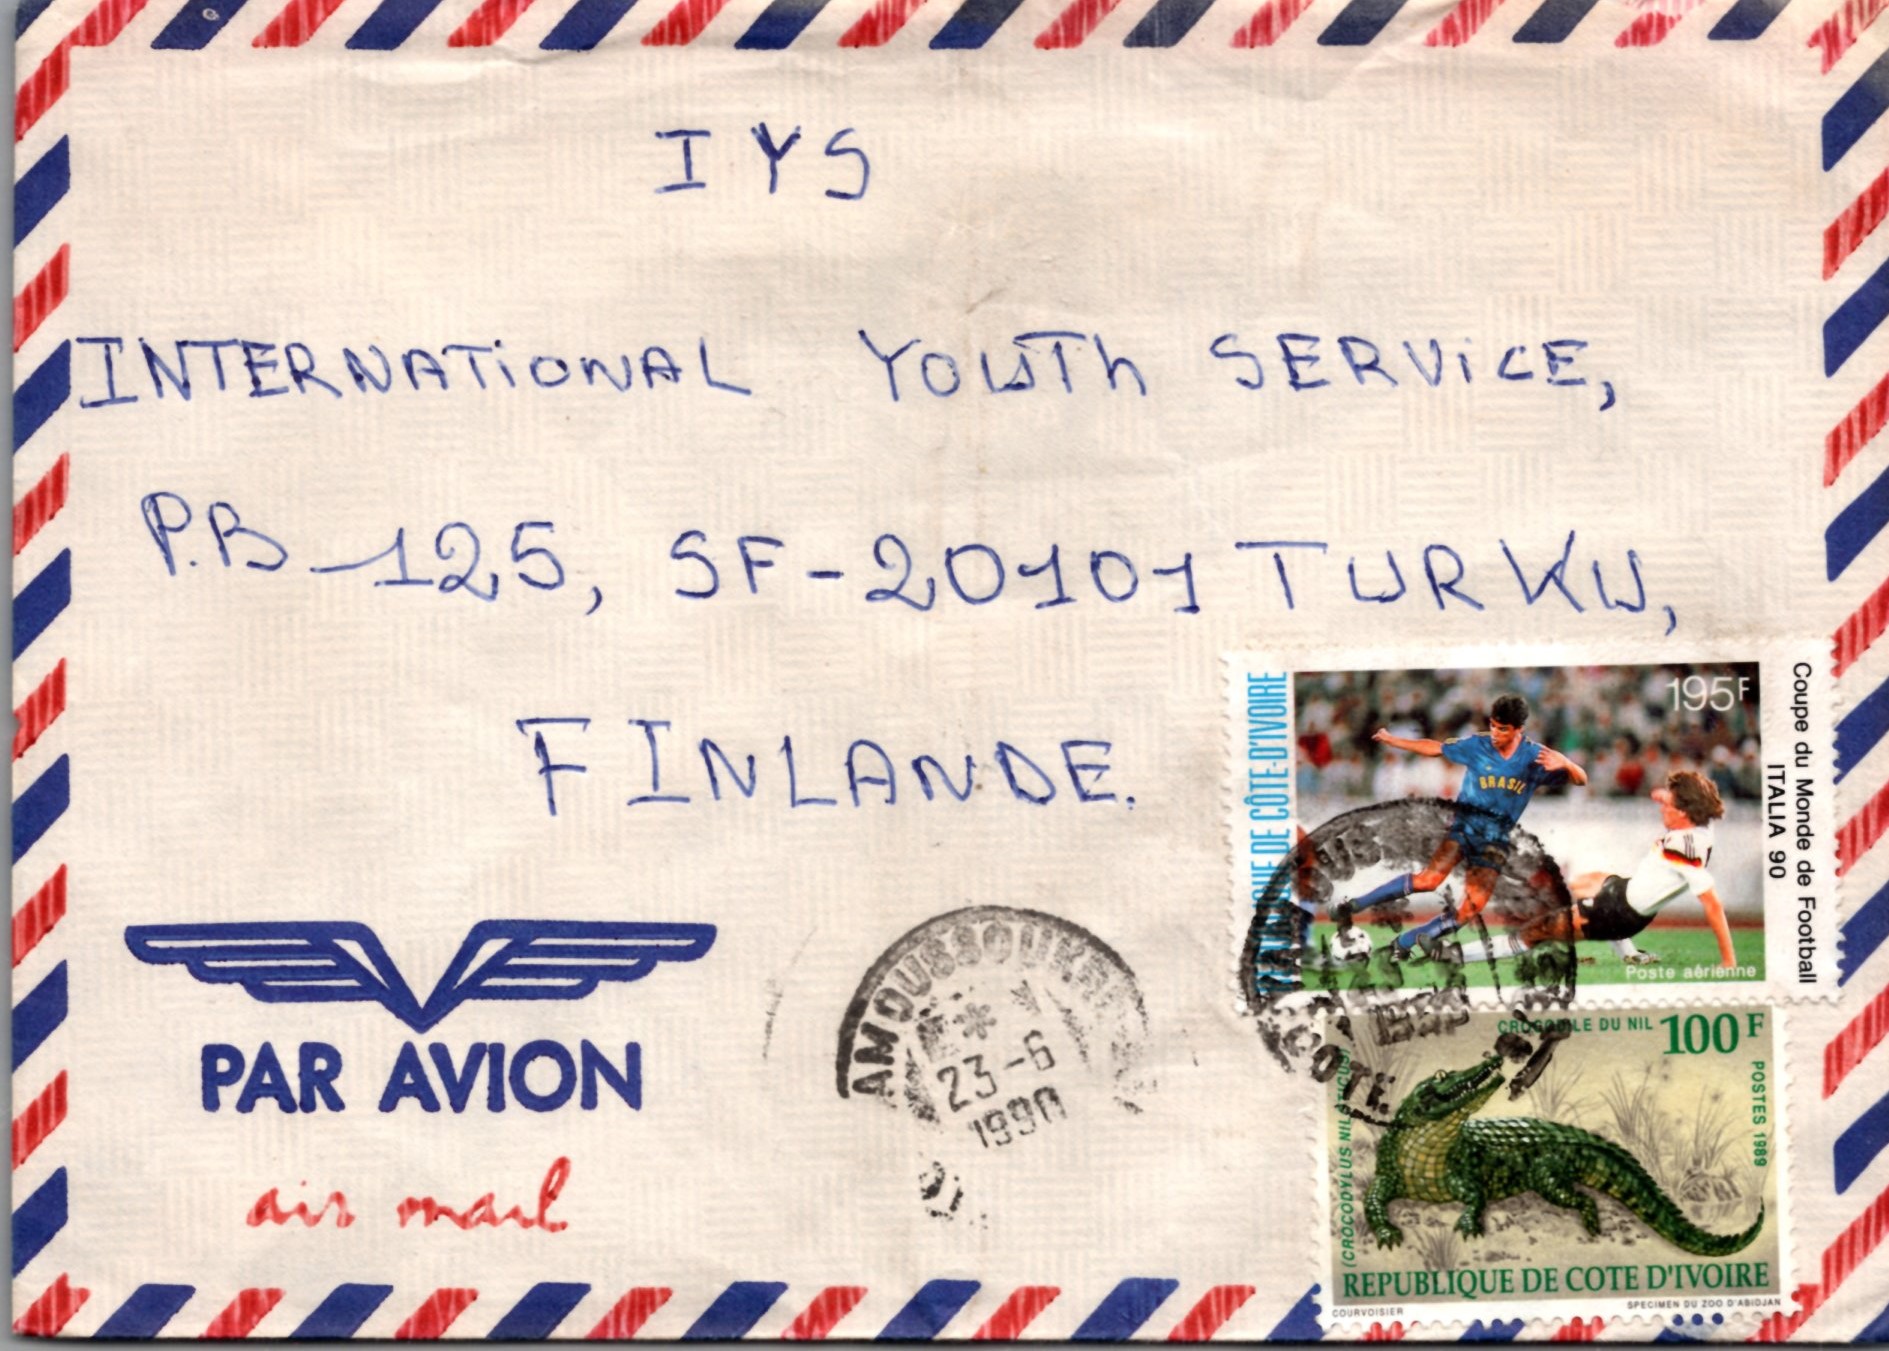 IYS
INTERNATiONAL YOUTh SERViCE,
P.B 125, SF-20101 TURKU,
FINLANDE.
PAR AVION
air mail
YAMOUSSOUKRO
23-6
1990
DE CÔTE-D'IVOIRE
195F
BRASIL
Poste aérienne
Coupe du Monde de Football
ITALIA 90
COTE
CROCODILE DU NIL 100F
POSTES 1989
(CROCODYLUS NILOTICUS)
REPUBLIQUE DE COTE D'IVOIRE
COURVOISIER
SPECIMEN DU ZOO D'ABIDJAN